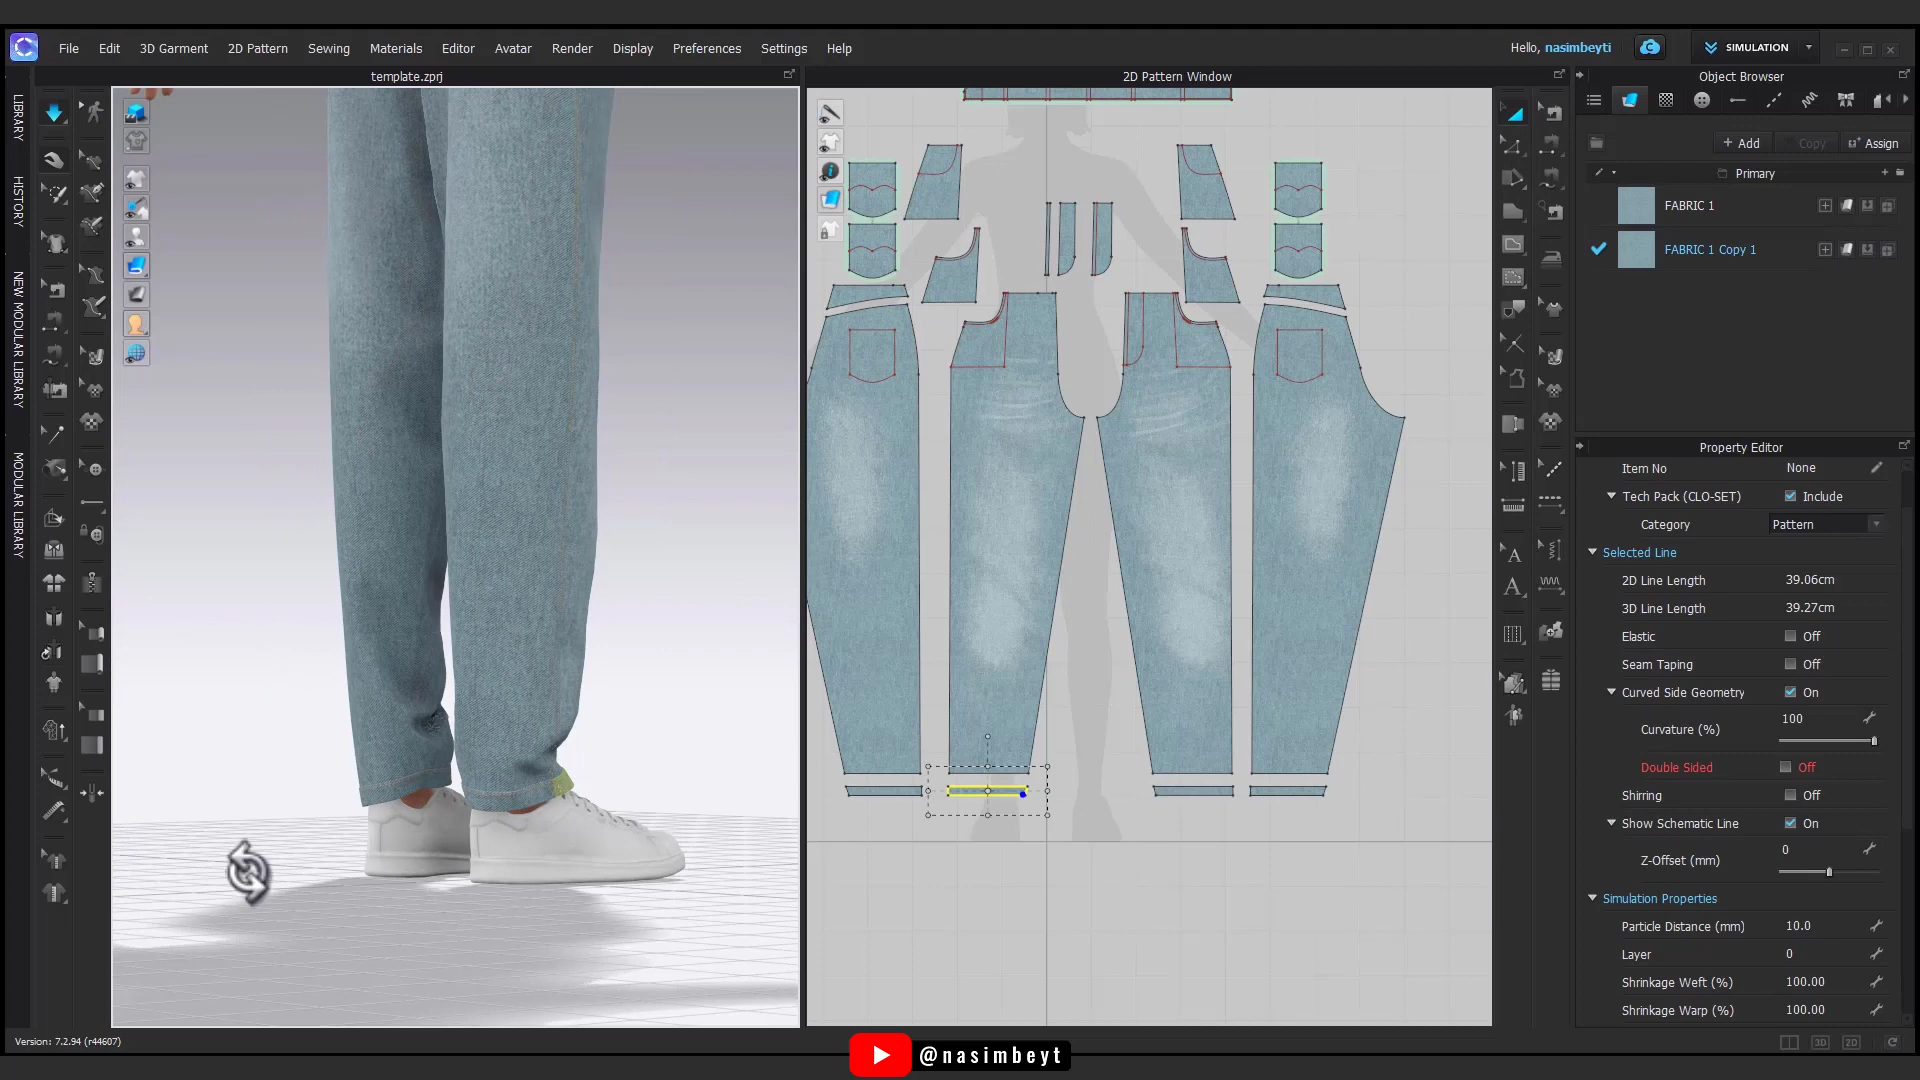 File Edit 3D Garment 2D Pattern Sewing Materials Editor Avatar Render Display Preferences Settings Help
Hello, nasimbeyti
SIMULATION
template.zprj
2D Pattern Window
Object Browser
LIBRARY
HISTORY
NEW MODULAR LIBRARY
MODULAR LIBRARY
+ Add Copy Assign
Primary
FABRIC 1
FABRIC 1 Copy 1
Property Editor
Item No None
Tech Pack (CLO-SET) Include
Category Pattern
Selected Line
2D Line Length 39.06cm
3D Line Length 39.27cm
Elastic Off
Seam Taping Off
Curved Side Geometry On
Curvature (%) 100
Double Sided Off
Shirring Off
Show Schematic Line On
Z-Offset (mm) 0
Simulation Properties
Particle Distance (mm) 10.0
Layer 0
Shrinkage Weft (%) 100.00
Shrinkage Warp (%) 100.00
Version: 7.2.94 (r44607)
3D 2D
@nasimbeyt